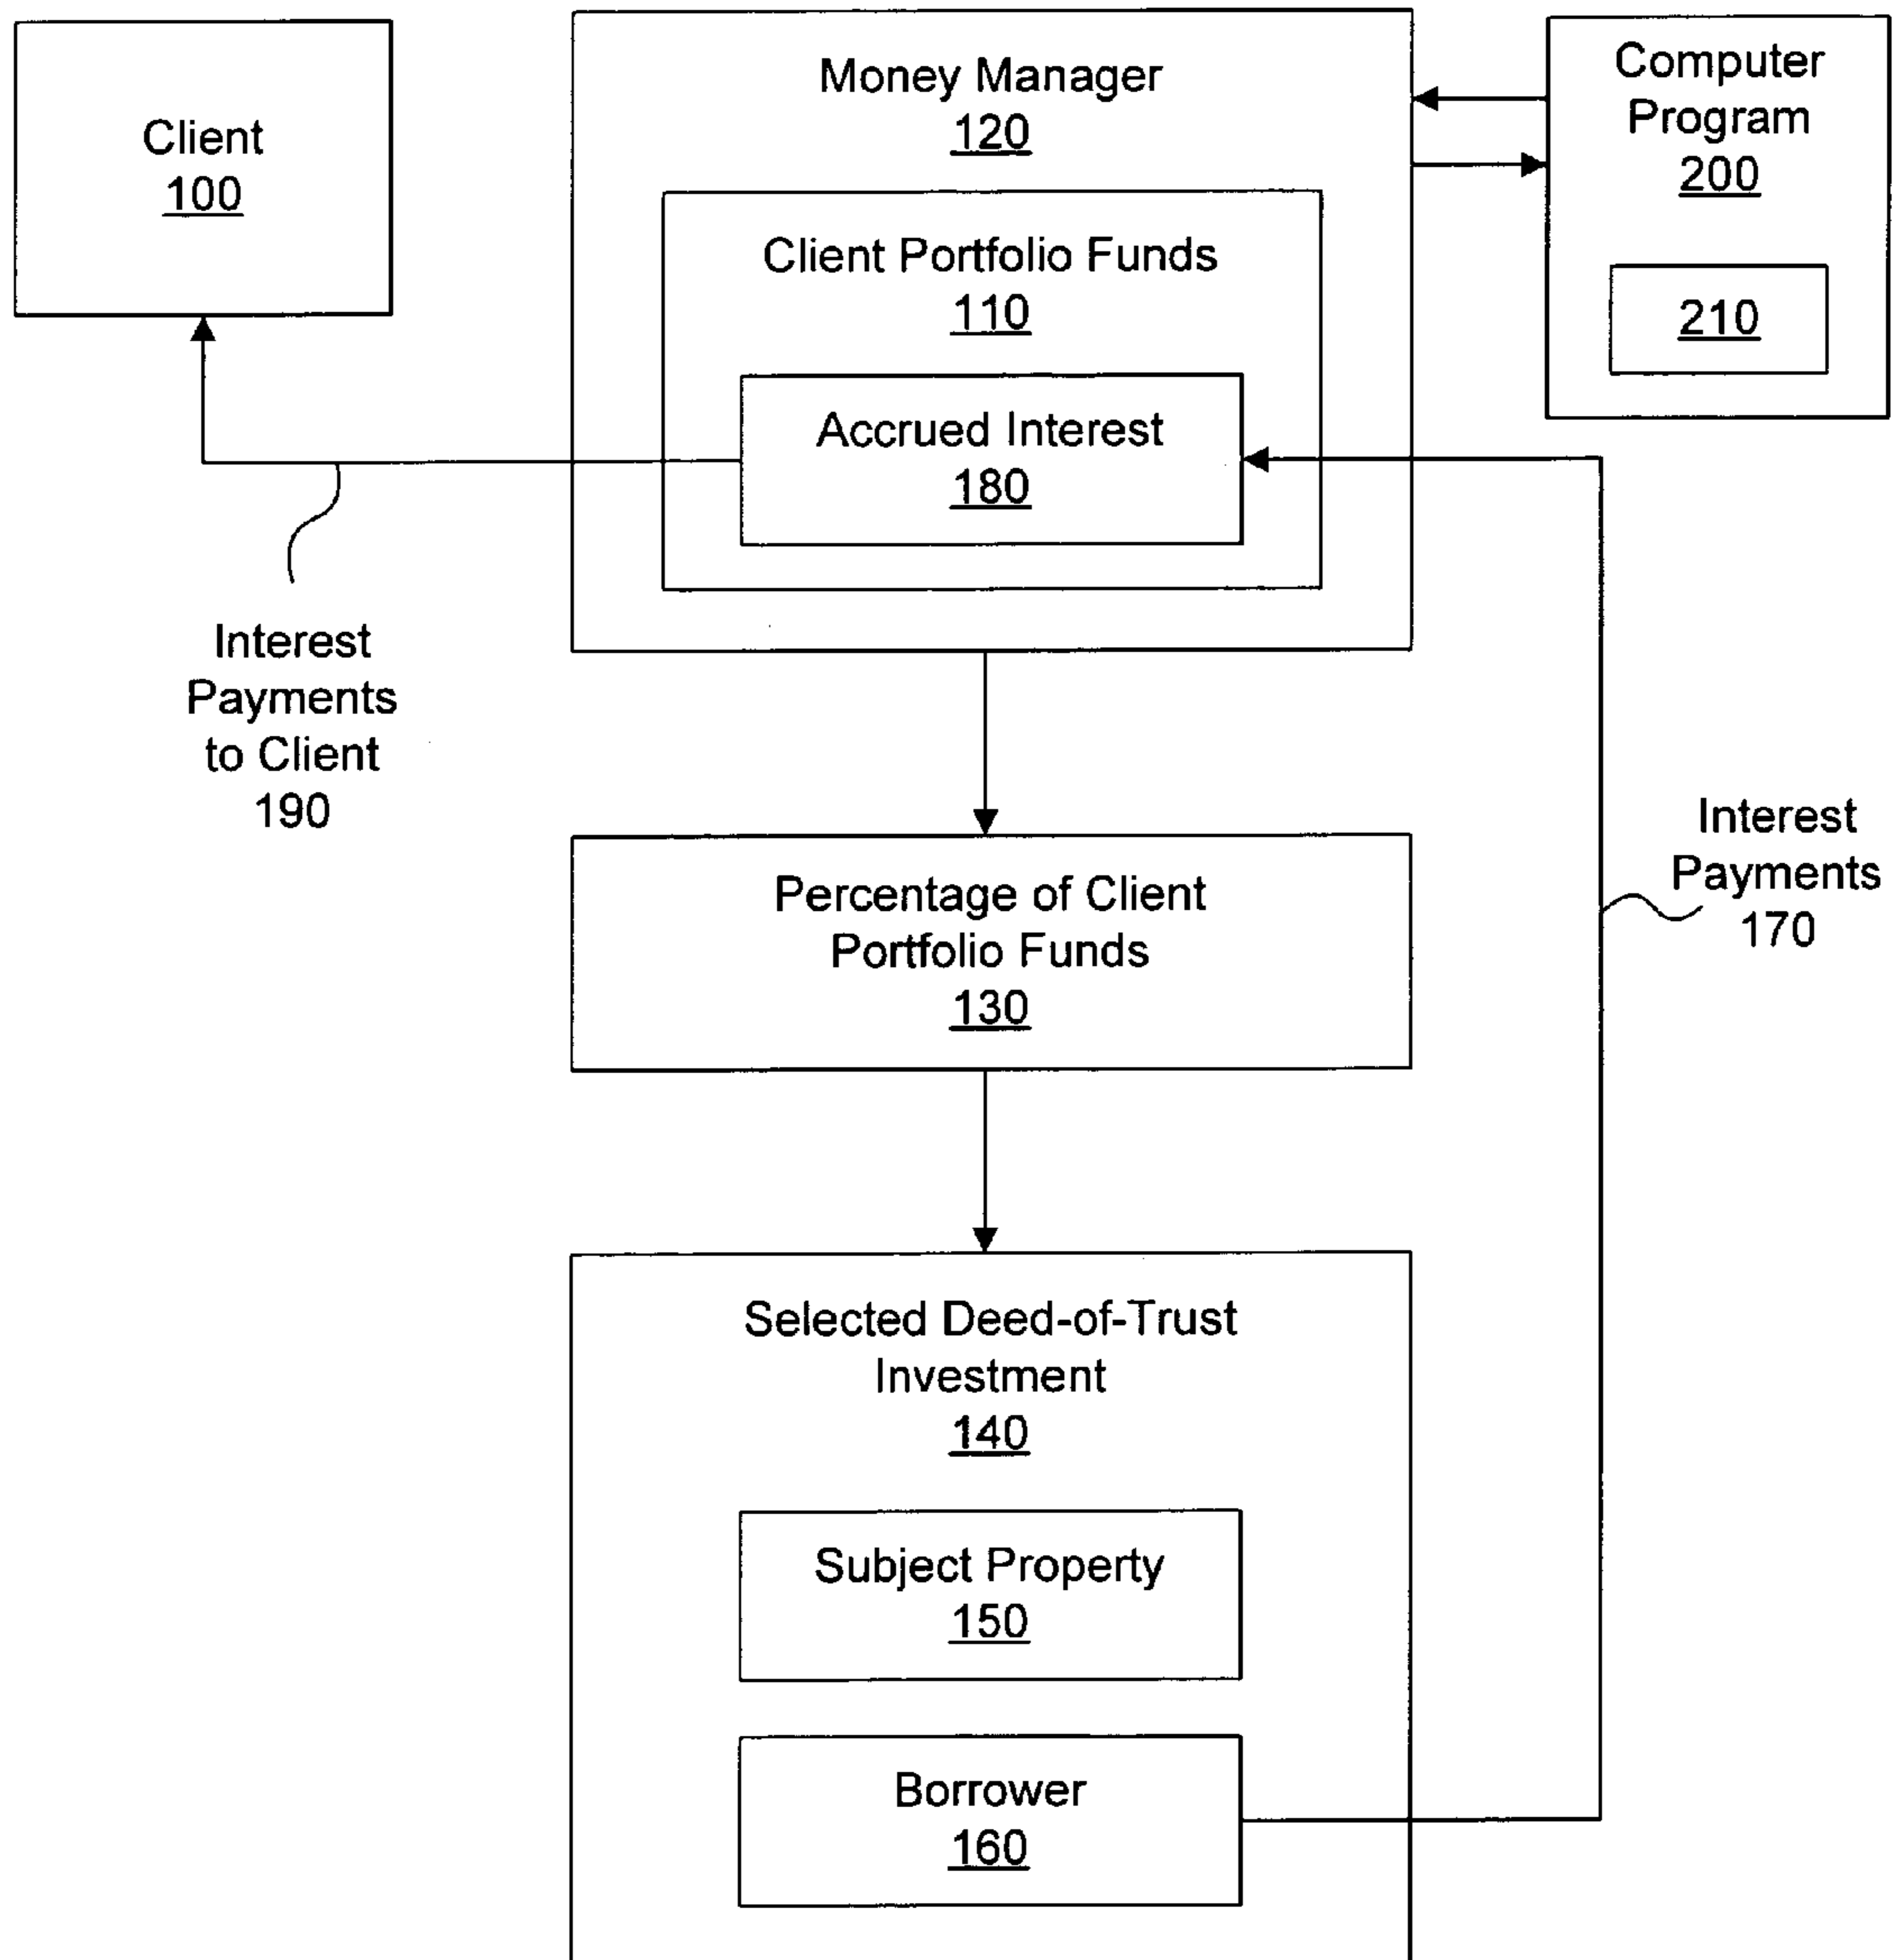 Client
100
Money Manager
120
Computer
Program
200
210
Client Portfolio Funds
110
Accrued Interest
180
Interest
Payments
to Client
190
Percentage of Client
Portfolio Funds
130
Interest
Payments
170
Selected Deed-of-Trust
Investment
140
Subject Property
150
Borrower
160